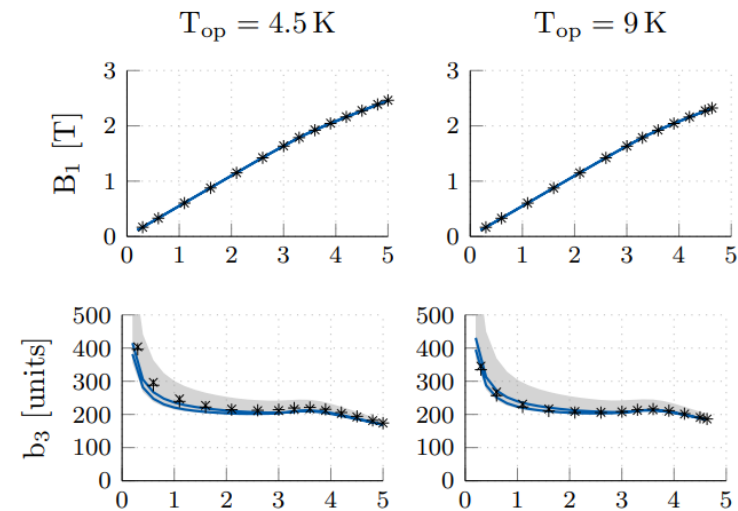 T_op = 4.5 K T_op = 9 K
3 3
2 2
B_1 [T]
1 1
0 0
0 1 2 3 4 5 0 1 2 3 4 5
500 500
400 400
300 300
b_3 [units]
200 200
100 100
0 0
0 1 2 3 4 5 0 1 2 3 4 5